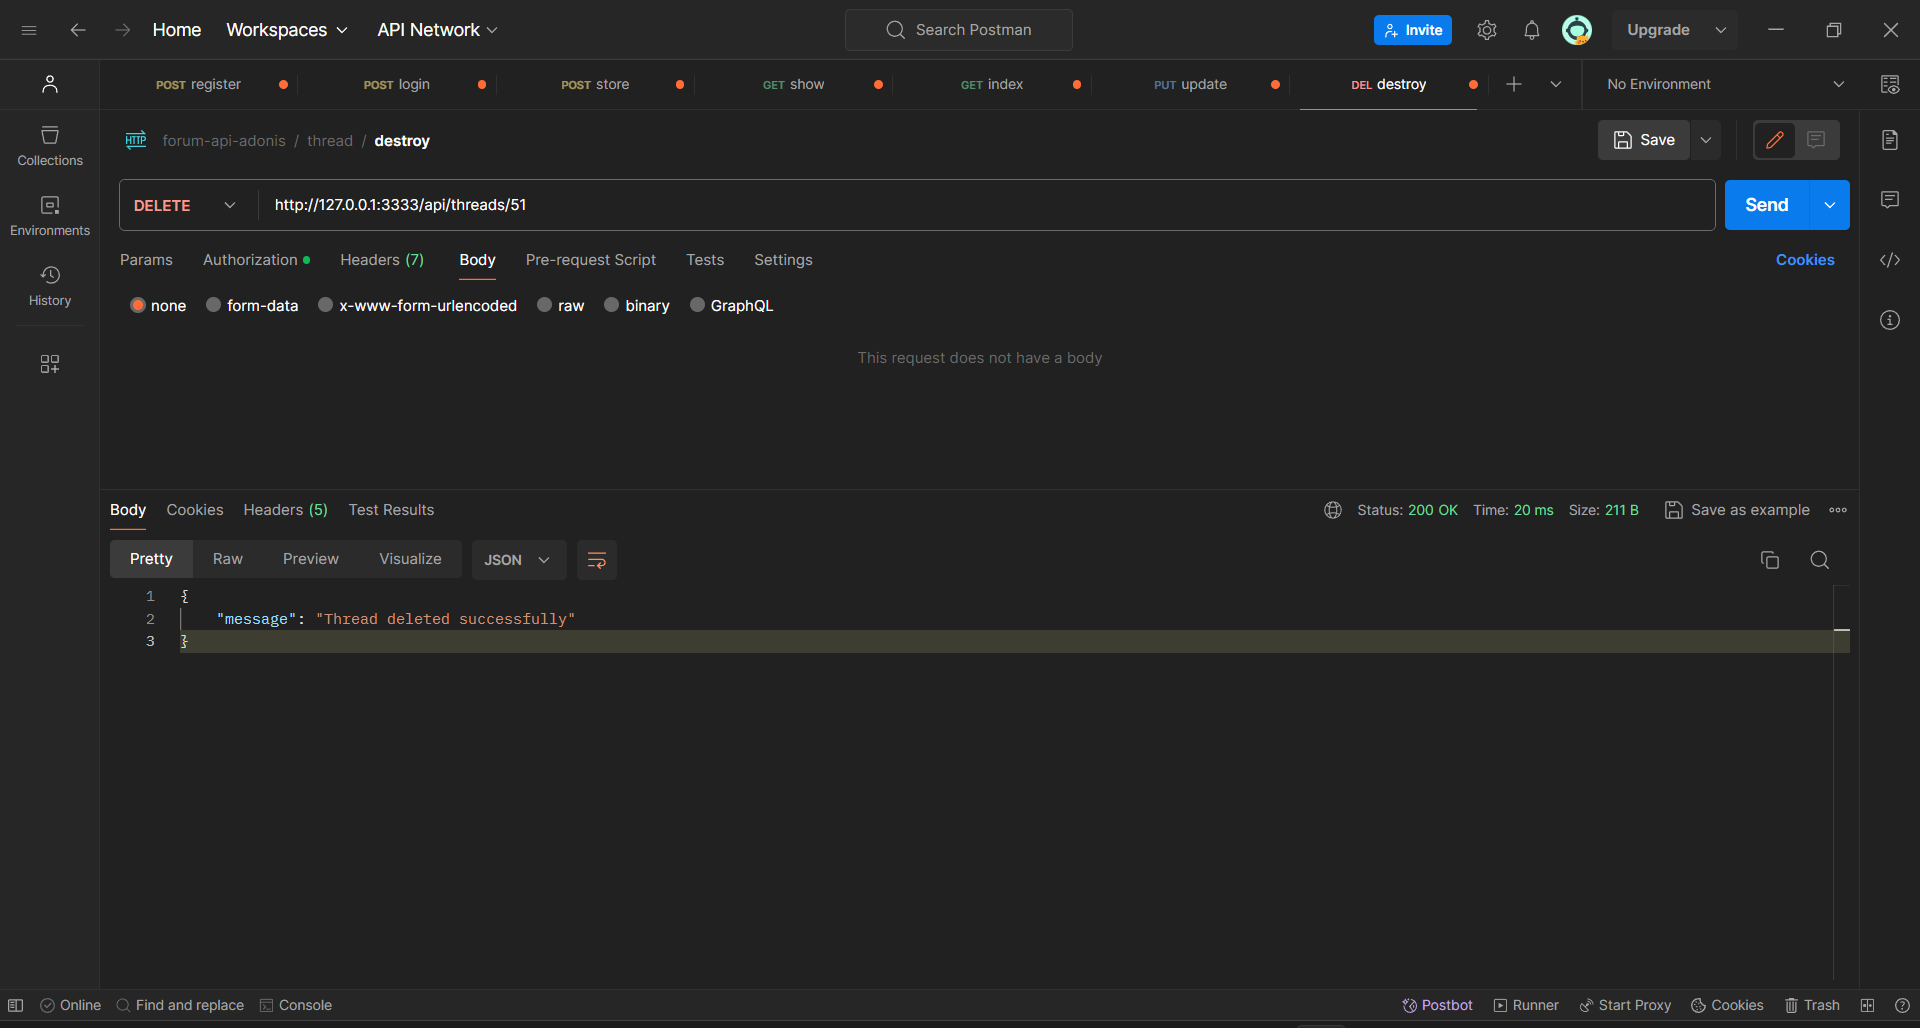 Home Workspaces API Network Search Postman Invite Upgrade
POST register POST login POST store GET show GET index PUT update DEL destroy No Environment
HTTP forum-api-adonis / thread / destroy Save
Collections
DELETE http://127.0.0.1:3333/api/threads/51 Send
Environments
Params Authorization Headers (7) Body Pre-request Script Tests Settings Cookies
History
none form-data x-www-form-urlencoded raw binary GraphQL
This request does not have a body
Body Cookies Headers (5) Test Results Status: 200 OK Time: 20 ms Size: 211 B Save as example
Pretty Raw Preview Visualize JSON
1 {
2 "message": "Thread deleted successfully"
3 }
Online Find and replace Console Postbot Runner Start Proxy Cookies Trash